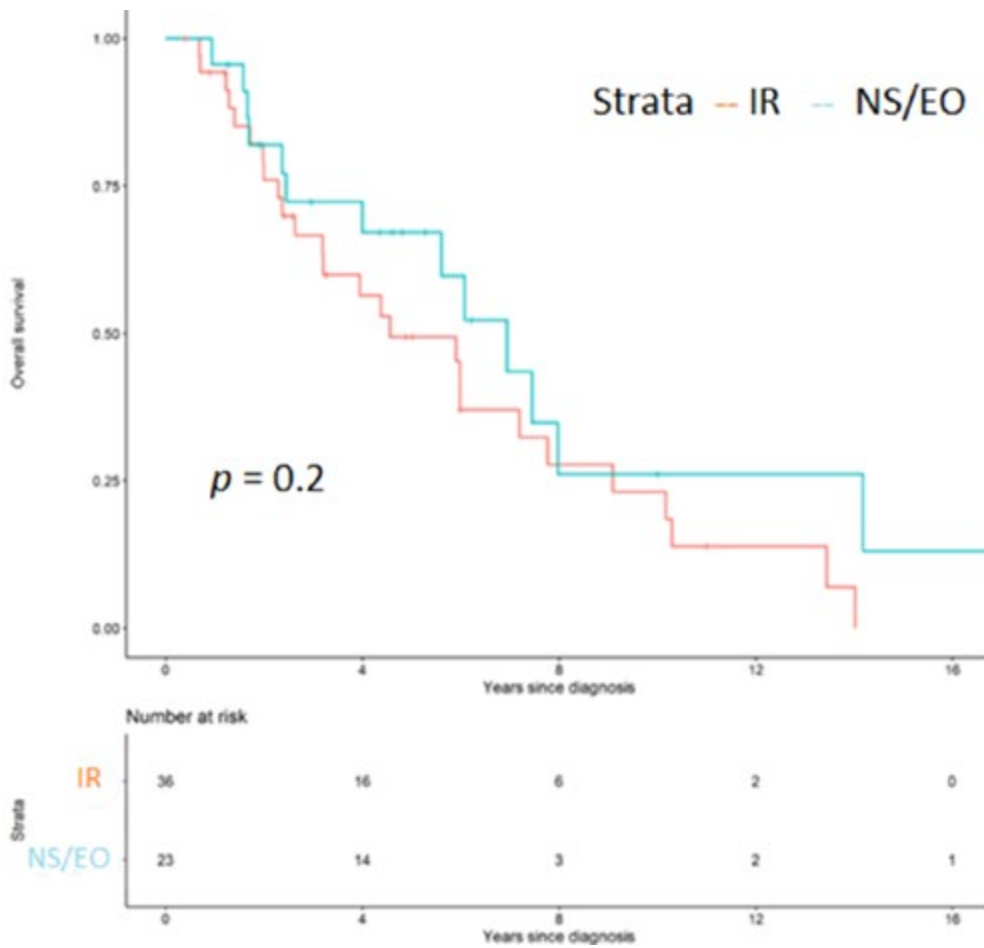 1.00
Strata IR NS/EO
0.75
Overall survival
0.50
p = 0.2
0.25
0.00
0 4 8 12 16
Years since diagnosis
Number at risk
Strata
IR 36 16 6 2 0
NS/EO 23 14 3 2 1
0 4 8 12 16
Years since diagnosis